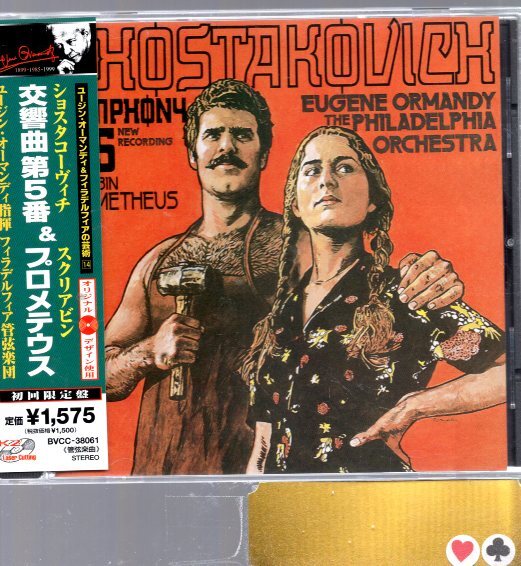 1899-1985-1999
ユージン・オーマンディ&フィラデルフィアの芸術 14
ショスタコーヴィチ スクリアビン
交響曲 第5番 & プロメテウス
ユージン・オーマンディ指揮 フィラデルフィア管弦楽団
オリジナル デザイン使用
初回限定盤
定価 ¥1,575
(税抜価格¥1,500)
BVCC-38061
(管弦楽曲)
STEREO
K2
Laser Cutting
HOSTAKOVICH
MPHONY
5
NEW
RECORDING
BIN
METHEUS
EUGENE ORMANDY
THE PHILADELPHIA
ORCHESTRA